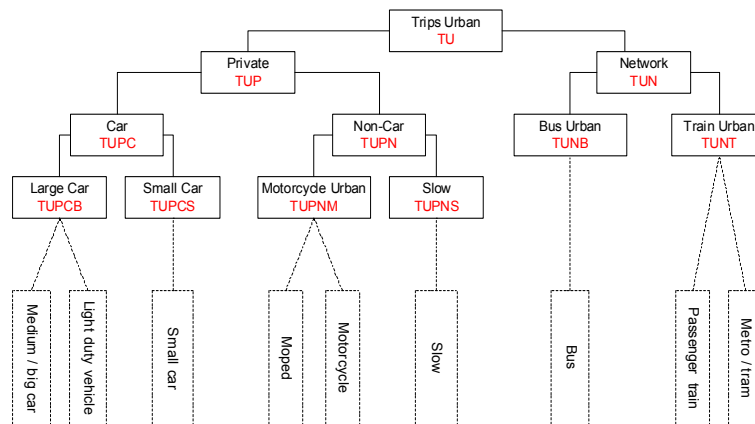 Trips Urban
TU
Private
TUP
Network
TUN
Car
TUPC
Non-Car
TUPN
Bus Urban
TUNB
Train Urban
TUNT
Large Car
TUPCB
Small Car
TUPCS
Motorcycle Urban
TUPNM
Slow
TUPNS
Medium / big car
Light duty vehicle
Small car
Moped
Motorcycle
Slow
Bus
Passenger train
Metro / tram